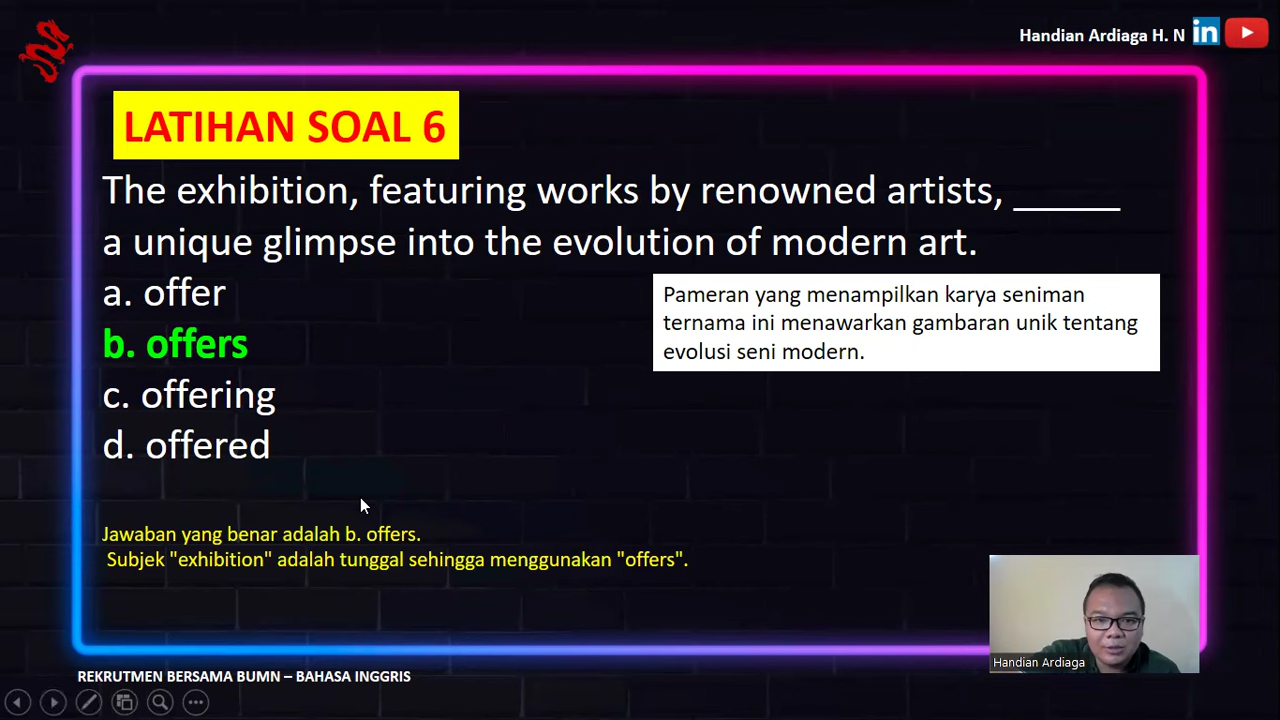 Handian Ardiaga H. N
in
LATIHAN SOAL 6
The exhibition, featuring works by renowned artists, _____
a unique glimpse into the evolution of modern art.
a. offer
b. offers
c. offering
d. offered
Pameran yang menampilkan karya seniman
ternama ini menawarkan gambaran unik tentang
evolusi seni modern.
Jawaban yang benar adalah b. offers.
Subjek "exhibition" adalah tunggal sehingga menggunakan "offers".
Handian Ardiaga
REKRUTMEN BERSAMA BUMN – BAHASA INGGRIS